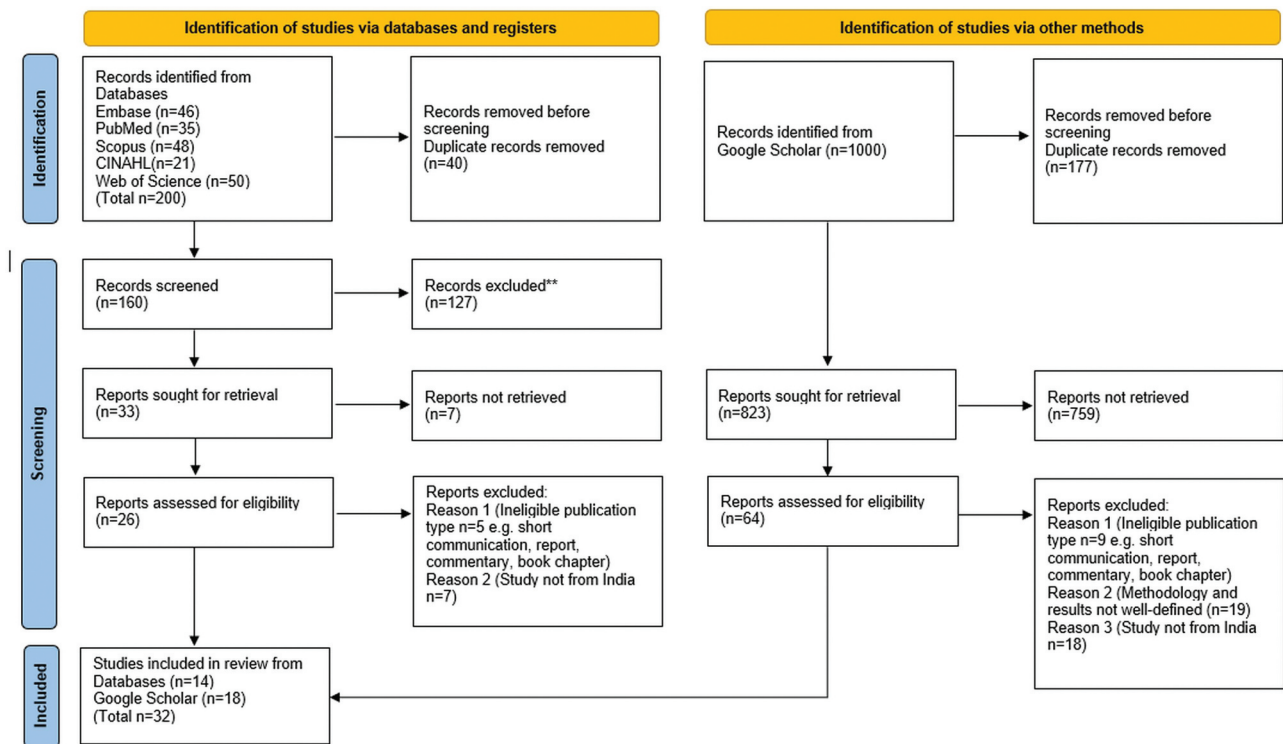 Identification of studies via databases and registers
Identification of studies via other methods
Identification
Records identified from
Databases
Embase (n=46)
PubMed (n=35)
Scopus (n=48)
CINAHL(n=21)
Web of Science (n=50)
(Total n=200)
Records removed before
screening
Duplicate records removed
(n=40)
Records identified from
Google Scholar (n=1000)
Records removed before
screening
Duplicate records removed
(n=177)
Screening
Records screened
(n=160)
Records excluded**
(n=127)
Reports sought for retrieval
(n=33)
Reports not retrieved
(n=7)
Reports sought for retrieval
(n=823)
Reports not retrieved
(n=759)
Reports assessed for eligibility
(n=26)
Reports excluded:
Reason 1 (Ineligible publication
type n=5 e.g. short
communication, report,
commentary, book chapter)
Reason 2 (Study not from India
n=7)
Reports assessed for eligibility
(n=64)
Reports excluded:
Reason 1 (Ineligible publication
type n=9 e.g. short
communication, report,
commentary, book chapter)
Reason 2 (Methodology and
results not well-defined (n=19)
Reason 3 (Study not from India
n=18)
Included
Studies included in review from
Databases (n=14)
Google Scholar (n=18)
(Total n=32)